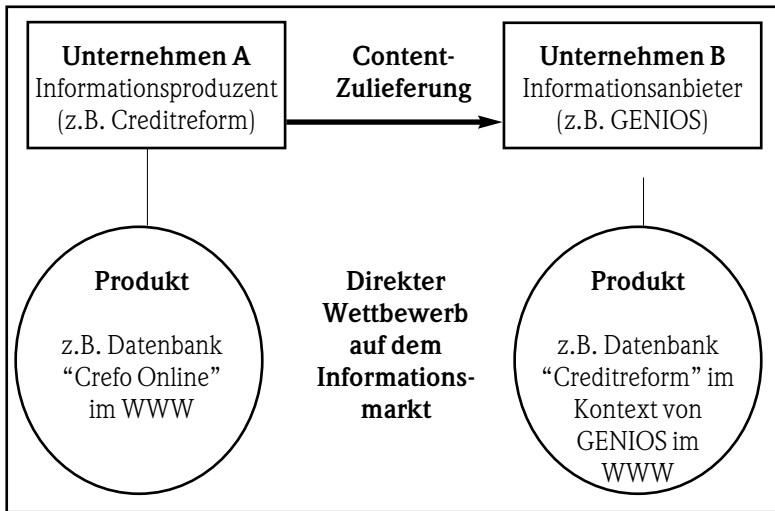 Unternehmen A
Informationsproduzent
(z.B. Creditreform)
Content-
Zulieferung
Unternehmen B
Informationsanbieter
(z.B. GENIOS)
Produkt
z.B. Datenbank
“Crefo Online”
im WWW
Direkter
Wettbewerb
auf dem
Informations-
markt
Produkt
z.B. Datenbank
“Creditreform” im
Kontext von
GENIOS im
WWW